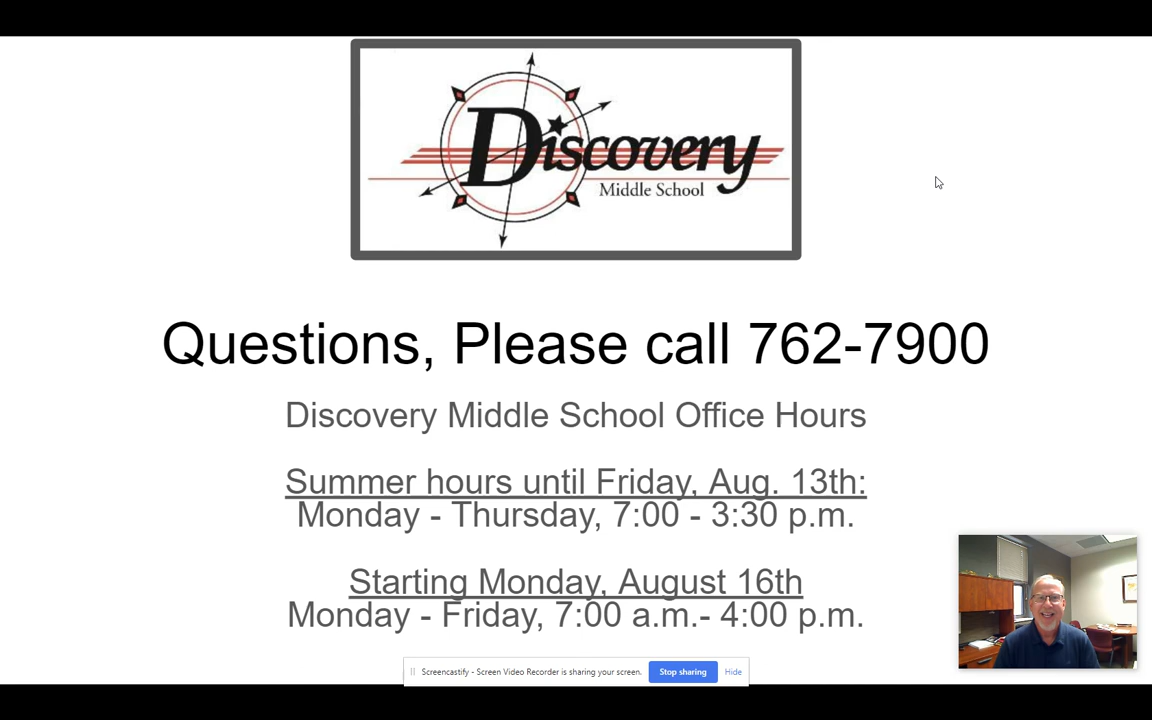 Discovery
Middle School
Questions, Please call 762-7900
Discovery Middle School Office Hours
Summer hours until Friday, Aug. 13th:
Monday - Thursday, 7:00 - 3:30 p.m.
Starting Monday, August 16th
Monday - Friday, 7:00 a.m.- 4:00 p.m.
Screencastify - Screen Video Recorder is sharing your screen. Stop sharing Hide